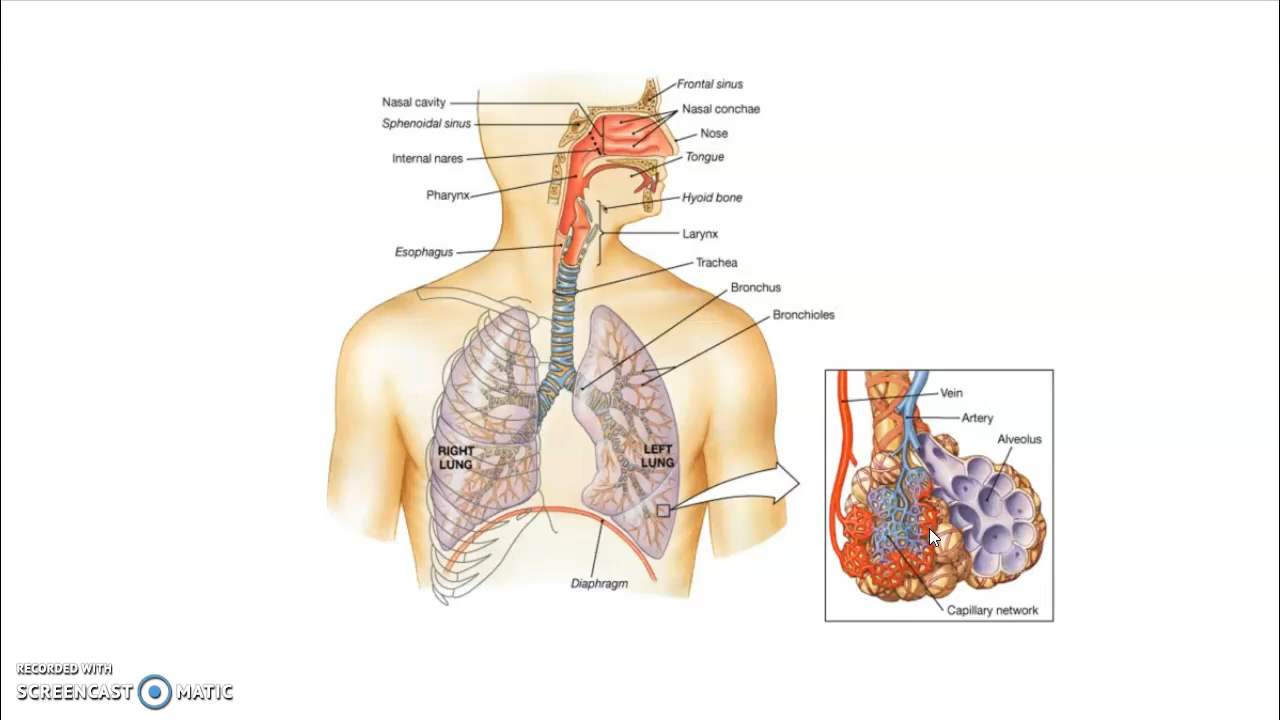 Frontal sinus
Nasal cavity
Nasal conchae
Sphenoidal sinus
Nose
Internal nares
Tongue
Pharynx
Hyoid bone
Larynx
Esophagus
Trachea
Bronchus
Bronchioles
RIGHT
LUNG
LEFT
LUNG
Diaphragm
Vein
Artery
Alveolus
Capillary network
RECORDED WITH
SCREENCAST MATIC